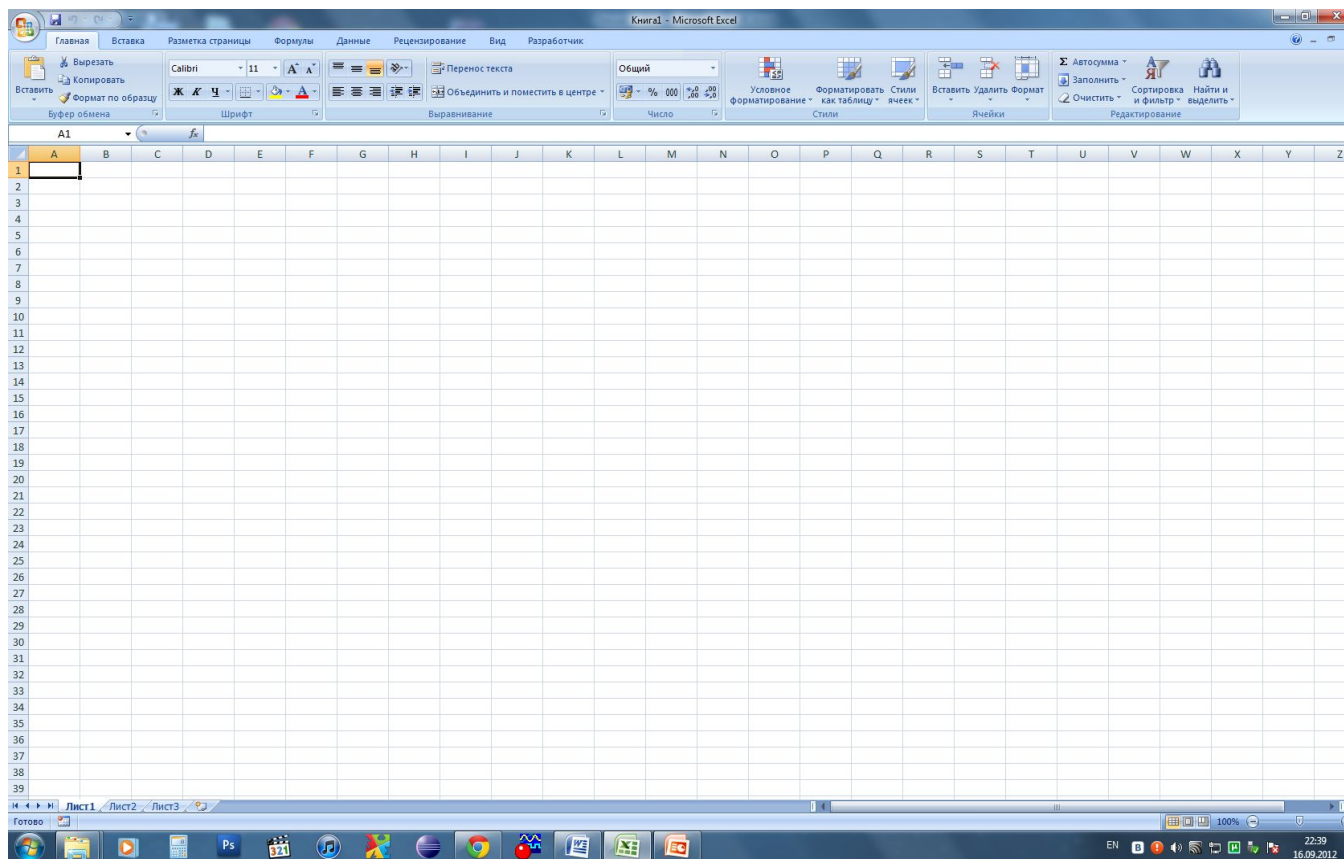 Книга1 - Microsoft Excel
Главная Вставка Разметка страницы Формулы Данные Рецензирование Вид Разработчик
Вставить
Вырезать
Копировать
Формат по образцу
Буфер обмена
Calibri 11
Ж К Ч
Шрифт
Перенос текста
Объединить и поместить в центре
Выравнивание
Общий
% 000
Число
Условное форматирование
Форматировать как таблицу
Стили ячеек
Стили
Вставить Удалить Формат
Ячейки
Σ Автосумма
Заполнить
Очистить
Сортировка и фильтр
Найти и выделить
Редактирование
A1 fx
A B C D E F G H I J K L M N O P Q R S T U V W X Y Z
1
2
3
4
5
6
7
8
9
10
11
12
13
14
15
16
17
18
19
20
21
22
23
24
25
26
27
28
29
30
31
32
33
34
35
36
37
38
39
Лист1 Лист2 Лист3
Готово 100%
Ps 321 EN B 22:39
16.09.2012